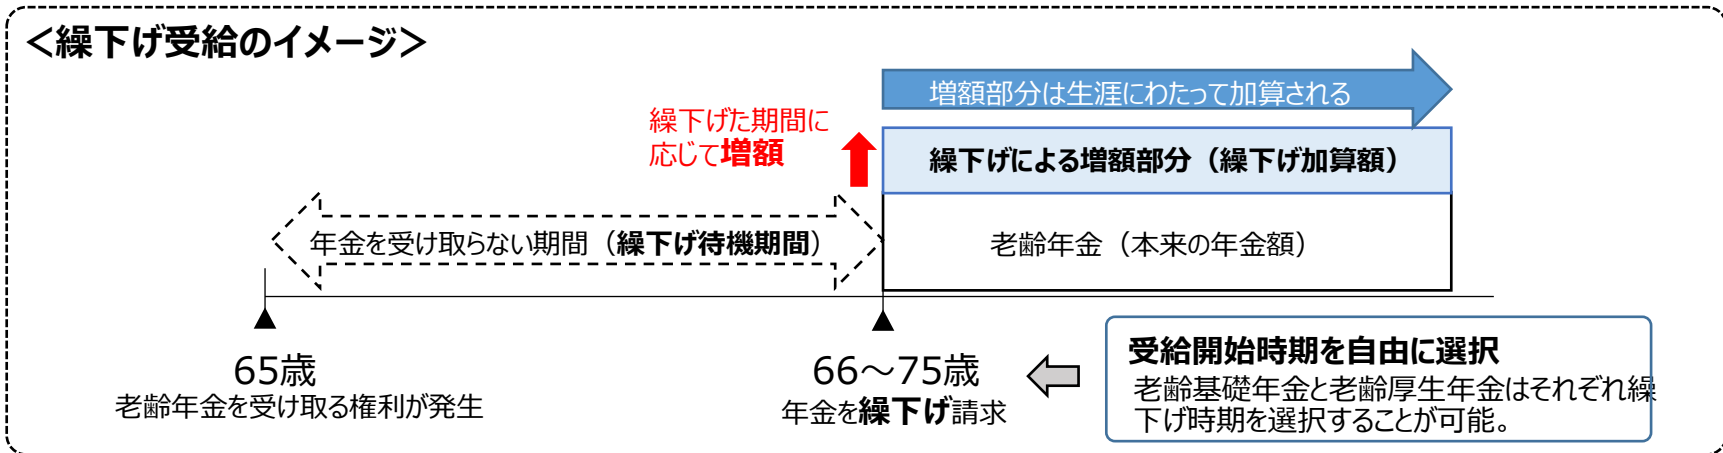 ＜繰下げ受給のイメージ＞
増額部分は生涯にわたって加算される
繰下げた期間に
応じて増額
繰下げによる増額部分（繰下げ加算額）
年金を受け取らない期間（繰下げ待機期間）
老齢年金（本来の年金額）
65歳
老齢年金を受け取る権利が発生
66～75歳
年金を繰下げ請求
受給開始時期を自由に選択
老齢基礎年金と老齢厚生年金はそれぞれ繰
下げ時期を選択することが可能。